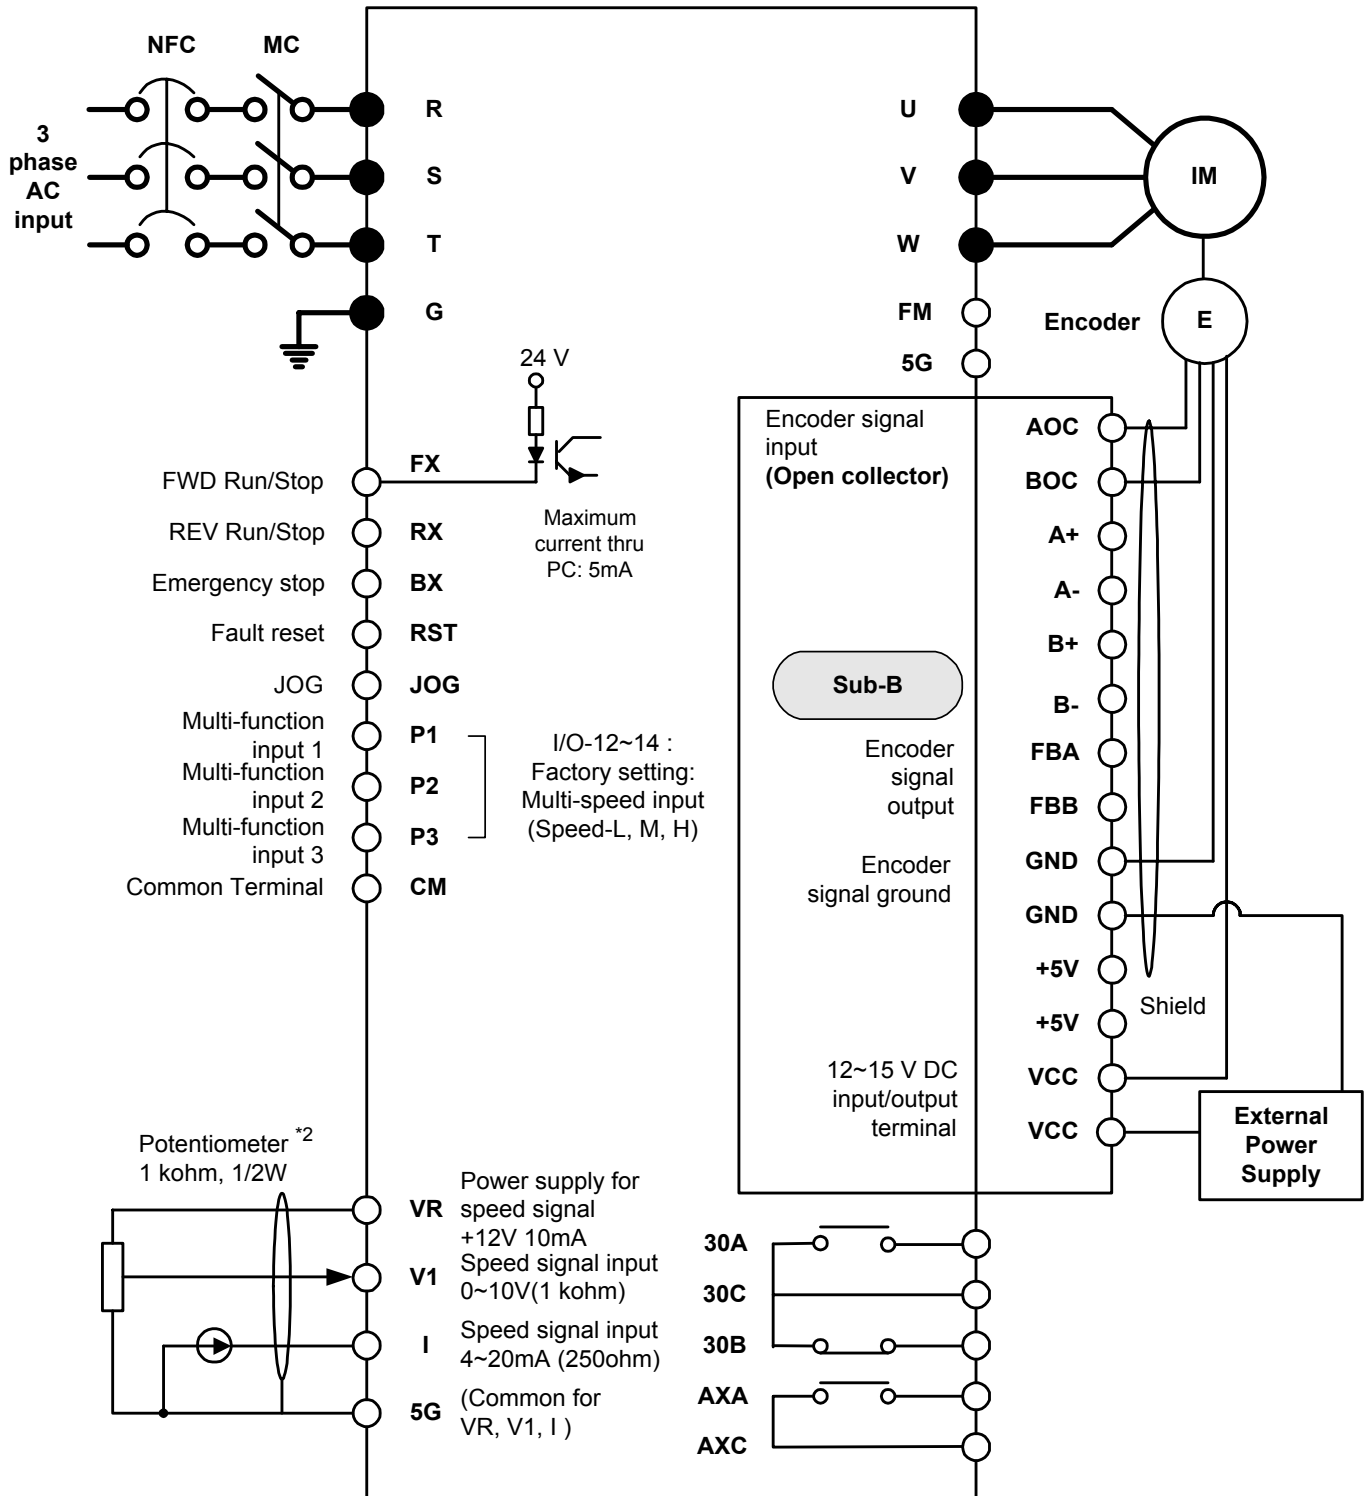 NFC MC
3
phase
AC
input
R
S
T
G
U
V
W
FM
5G
IM
Encoder
E
24 V
FX
FWD Run/Stop
REV Run/Stop
RX
Emergency stop
BX
Fault reset
RST
JOG
JOG
Multi-function
input 1
P1
Multi-function
input 2
P2
Multi-function
input 3
P3
Common Terminal
CM
Maximum
current thru
PC: 5mA
I/O-12~14 :
Factory setting:
Multi-speed input
(Speed-L, M, H)
Encoder signal
input
(Open collector)
Sub-B
Encoder
signal
output
Encoder
signal ground
12~15 V DC
input/output
terminal
AOC
BOC
A+
A-
B+
B-
FBA
FBB
GND
GND
+5V
+5V
VCC
VCC
Shield
External
Power
Supply
Potentiometer *2
1 kohm, 1/2W
VR
Power supply for
speed signal
+12V 10mA
V1
Speed signal input
0~10V(1 kohm)
I
Speed signal input
4~20mA (250ohm)
5G
(Common for
VR, V1, I )
30A
30C
30B
AXA
AXC